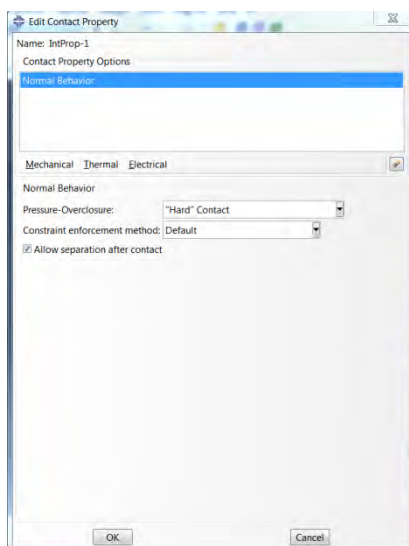 Edit Contact Property
Name: IntProp-1
Contact Property Options
Normal Behavior
Mechanical Thermal Electrical
Normal Behavior
Pressure-Overclosure: "Hard" Contact
Constraint enforcement method: Default
Allow separation after contact
OK Cancel